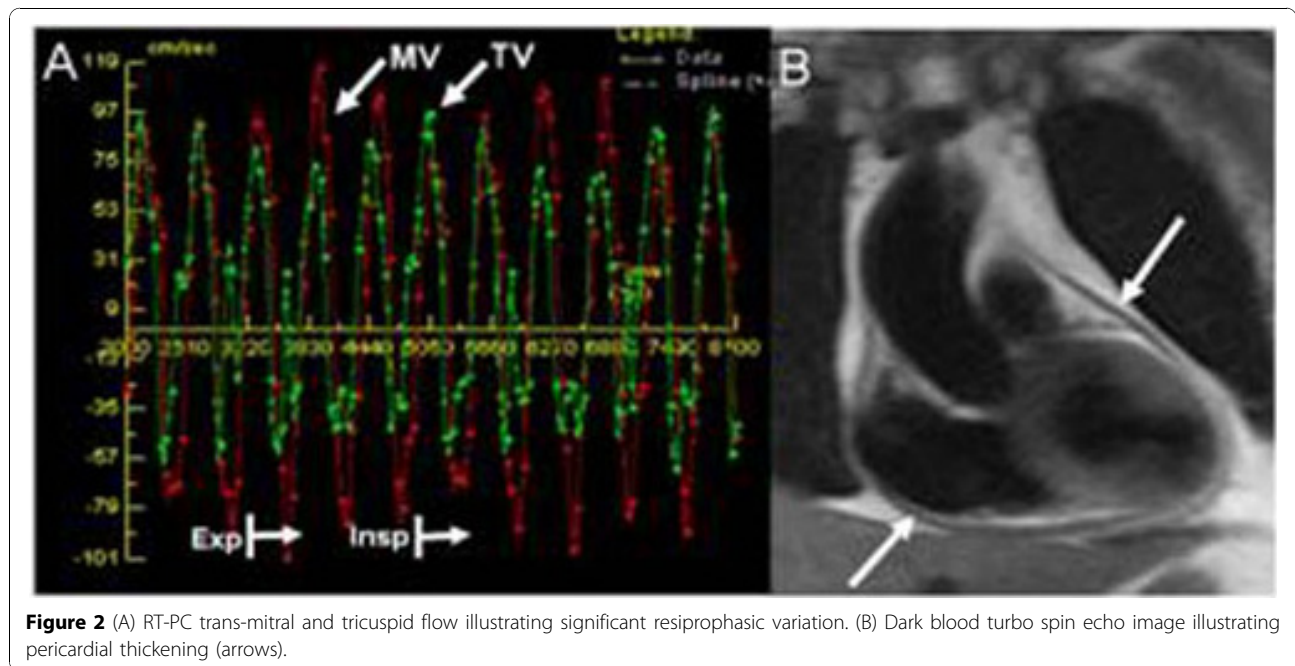 A
cm/sec
MV
TV
Legend:
Data
Spline
B
119
97
75
53
31
9
-36
-57
-79
-101
Exp
Insp
Figure 2 (A) RT-PC trans-mitral and tricuspid flow illustrating significant resiprophasic variation. (B) Dark blood turbo spin echo image illustrating
pericardial thickening (arrows).